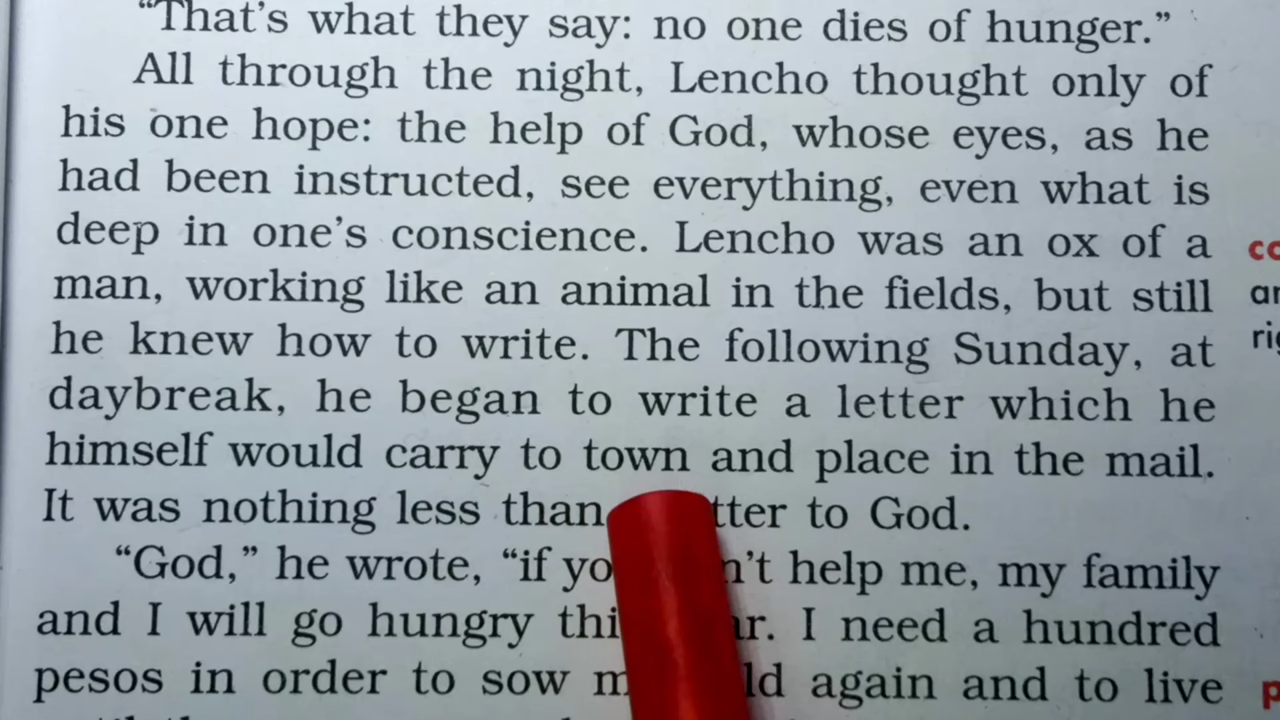 “That’s what they say: no one dies of hunger.”
All through the night, Lencho thought only of
his one hope: the help of God, whose eyes, as he
had been instructed, see everything, even what is
deep in one’s conscience. Lencho was an ox of a
man, working like an animal in the fields, but still
he knew how to write. The following Sunday, at
daybreak, he began to write a letter which he
himself would carry to town and place in the mail.
It was nothing less than to God.
“God,” he wrote, “if help me, my family
and I will go hungry I need a hundred
pesos in order to sow again and to live